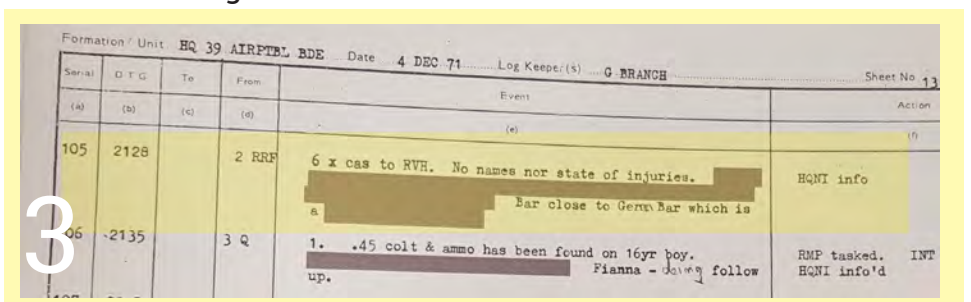 Formation / Unit HQ 39 AIRPTBL BDE Date 4 DEC 71 Log Keeper(s) G BRANCH Sheet No 13
Serial D T G To From Event Action
(a) (b) (c) (d) (e) (f)
105 2128 2 RRF 6 x cas to RVH. No names nor state of injuries. HQNI info
Bar close to Gem Bar which is
a
3
06 -2135 3 Q 1. .45 colt & ammo has been found on 16yr boy. RMP tasked. INT
Fianna - doing follow HQNI info'd
up.